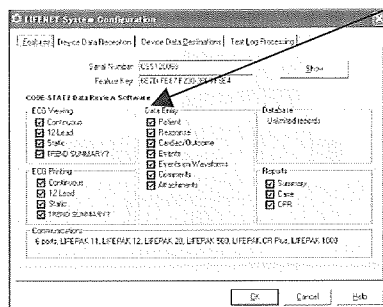 LIFENET System Configuration
Features
Device Data Reception
Device Data Destinations
Test Log Processing
Serial Number
Feature Key
Show
CODE-STAT Data Review Software
ECG Viewing
Continuous
12 Lead
Static
TREND SUMMARY?
ECG Printing
Continuous
12 Lead
Static
TREND SUMMARY?
Data Entry
Patient
Response
Cardiac/Outcome
Events
Events on Waveforms
Comments
Attachments
Database
Unlimited records
Reports
Summary
Case
CPR
Communications
6 ports, LIFEPAK 11, LIFEPAK 12, LIFEPAK 20, LIFEPAK 500, LIFEPAK CR Plus, LIFEPAK 1000
OK
Cancel
Help